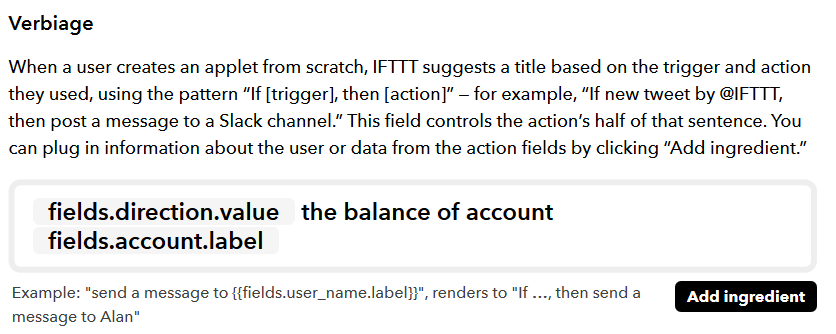 Verbiage
When a user creates an applet from scratch, IFTTT suggests a title based on the trigger and action
they used, using the pattern “If [trigger], then [action]” – for example, “If new tweet by @IFTTT,
then post a message to a Slack channel.” This field controls the action’s half of that sentence. You
can plug in information about the user or data from the action fields by clicking “Add ingredient.”
fields.direction.value the balance of account
fields.account.label
Example: "send a message to {{fields.user_name.label}}", renders to "If …, then send a
message to Alan"
Add ingredient